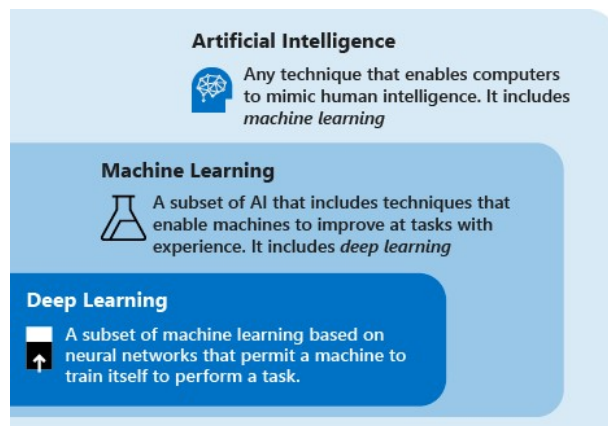 Artificial Intelligence
Any technique that enables computers
to mimic human intelligence. It includes
machine learning
Machine Learning
A subset of AI that includes techniques that
enable machines to improve at tasks with
experience. It includes deep learning
Deep Learning
A subset of machine learning based on
neural networks that permit a machine to
train itself to perform a task.